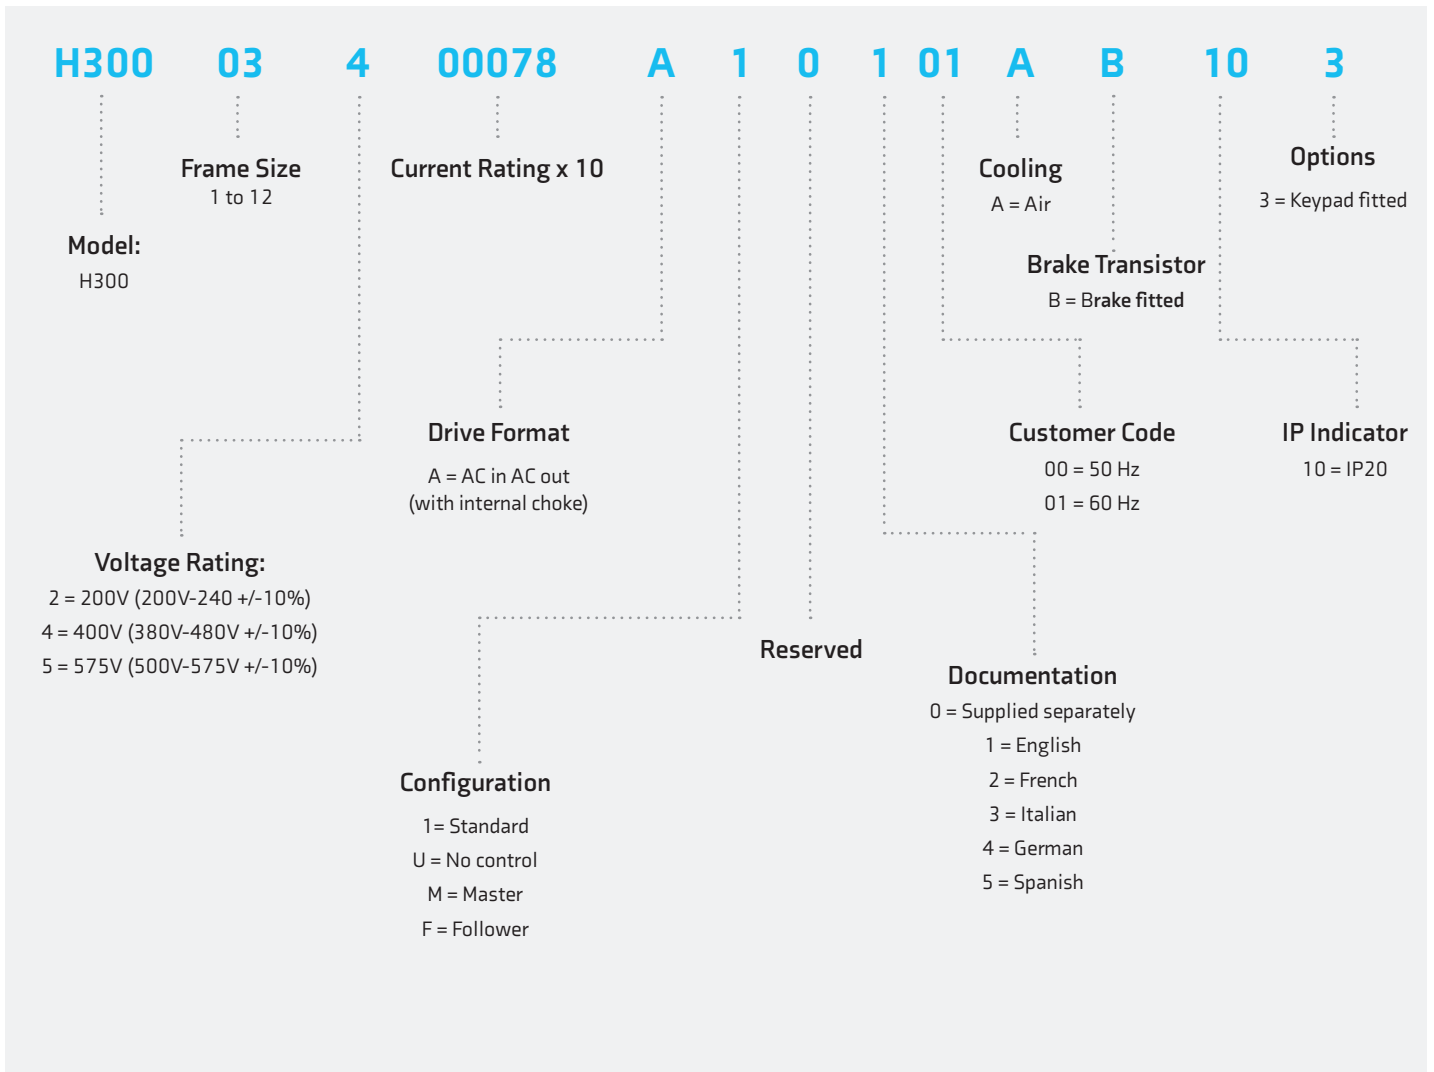 H300 03 4 00078 A 1 0 1 01 A B 10 3
Model:
H300
Frame Size
1 to 12
Voltage Rating:
2 = 200V (200V-240 +/-10%)
4 = 400V (380V-480V +/-10%)
5 = 575V (500V-575V +/-10%)
Current Rating x 10
Drive Format
A = AC in AC out
(with internal choke)
Configuration
1= Standard
U = No control
M = Master
F = Follower
Reserved
Documentation
0 = Supplied separately
1 = English
2 = French
3 = Italian
4 = German
5 = Spanish
Customer Code
00 = 50 Hz
01 = 60 Hz
Cooling
A = Air
Brake Transistor
B = Brake fitted
IP Indicator
10 = IP20
Options
3 = Keypad fitted